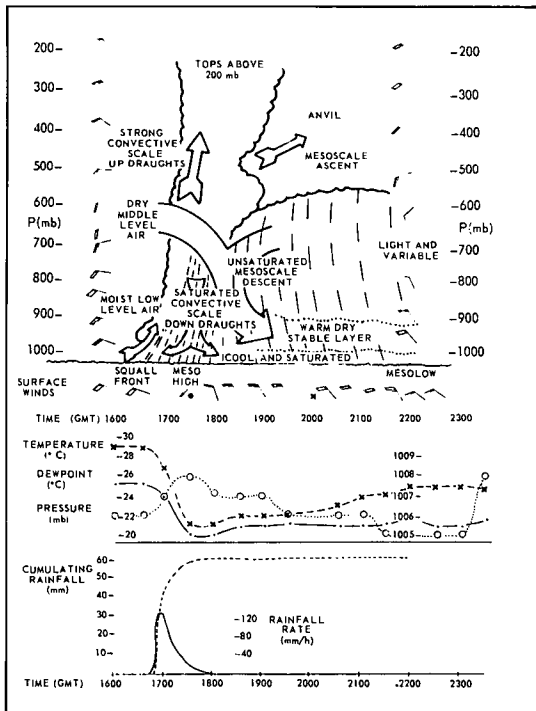 200- -200
TOPS ABOVE
200 mb
300- -300
ANVIL
400- -400
STRONG
CONVECTIVE
SCALE
UP DRAUGHTS
MESOSCALE
ASCENT
500- -500
600- -600
DRY
MIDDLE
LEVEL
AIR
P(mb) P(mb)
700- -700
LIGHT AND
VARIABLE
UNSATURATED
MESOSCALE
DESCENT
800- -800
SATURATED
CONVECTIVE
SCALE
DOWN DRAUGHTS
MOIST LOW
LEVEL AIR
900- -900
WARM DRY
STABLE LAYER
1000- -1000
COOL AND SATURATED
SQUALL
FRONT
MESO
HIGH
MESOLOW
SURFACE
WINDS
TIME (GMT) 1600 1700 1800 1900 2000 2100 2200 2300
TEMPERATURE
(°C)
-30
-28
DEWPOINT
(°C)
-26
-24
PRESSURE
(mb)
-22
-20
1009-
1008-
1007-
1006-
1005-
CUMULATING
RAINFALL
(mm)
60
50-
40-
30-
20-
10-
-120
-80
-40
RAINFALL
RATE
(mm/h)
TIME (GMT) 1600 1700 1800 1900 2000 2100 2200 2300